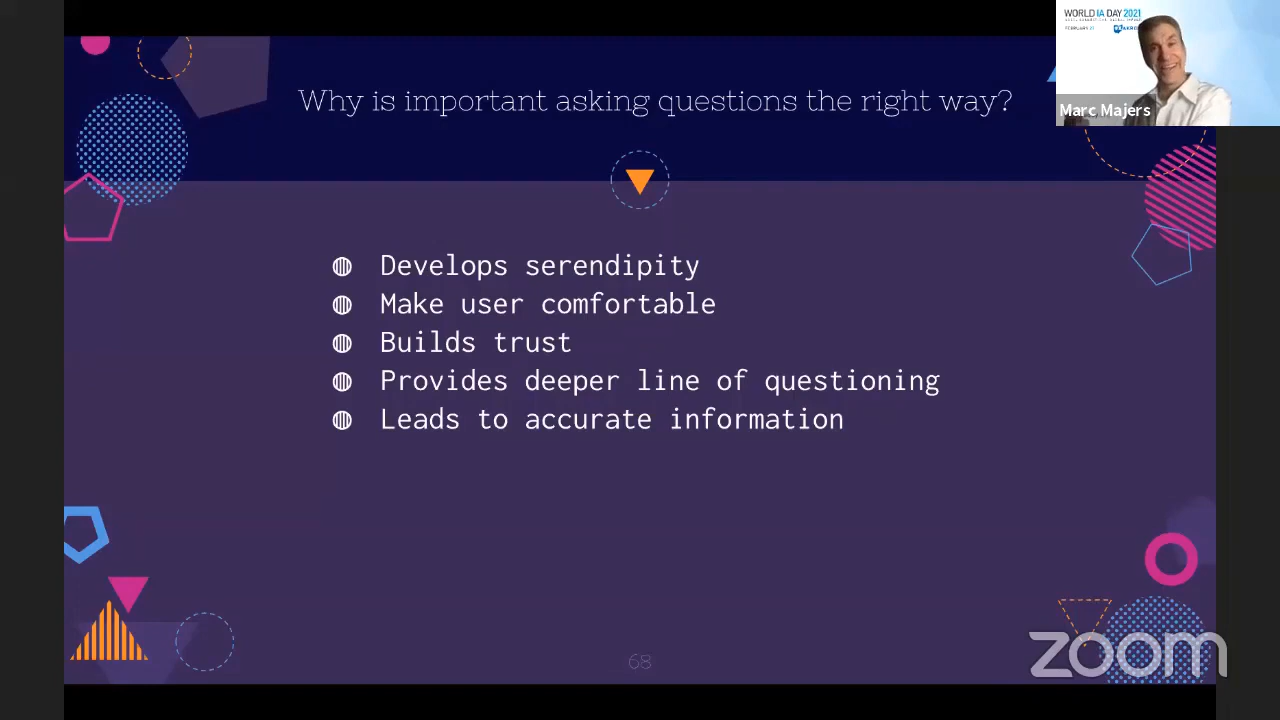 Why is important asking questions the right way?
WORLD IA DAY 2021
Marc Majers
Develops serendipity
Make user comfortable
Builds trust
Provides deeper line of questioning
Leads to accurate information
68
zoom